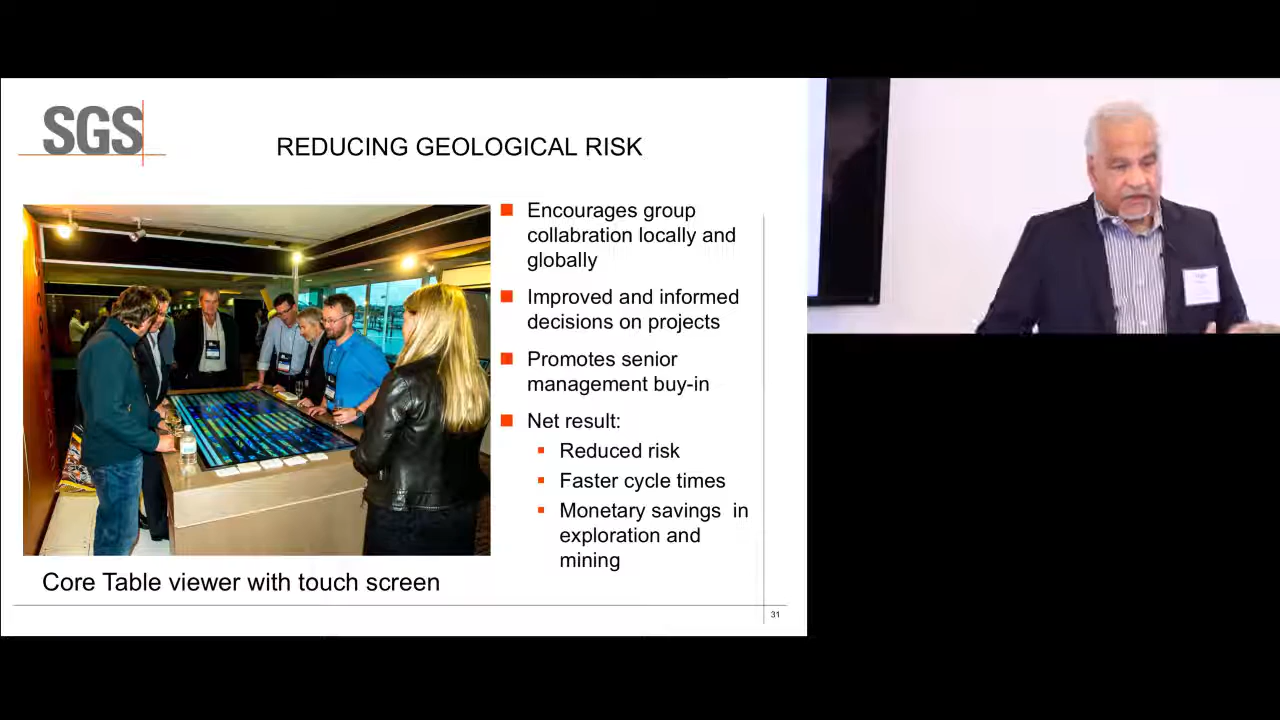 SGS
REDUCING GEOLOGICAL RISK
Encourages group
collabration locally and
globally
Improved and informed
decisions on projects
Promotes senior
management buy-in
Net result:
Reduced risk
Faster cycle times
Monetary savings in
exploration and
mining
Core Table viewer with touch screen
31